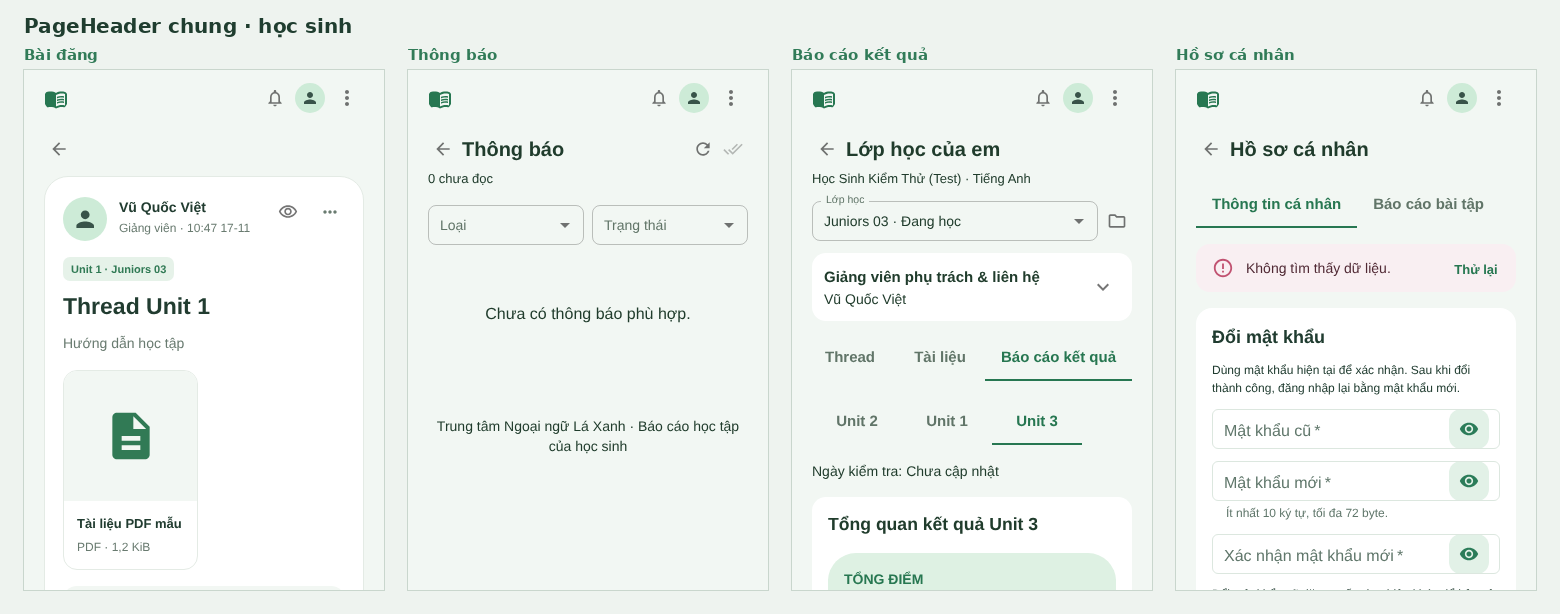 PageHeader chung · học sinh
Bài đăng
Vũ Quốc Việt
Giảng viên · 10:47 17-11
Unit 1 · Juniors 03
Thread Unit 1
Hướng dẫn học tập
Tài liệu PDF mẫu
PDF · 1,2 KiB
Thông báo
Thông báo
0 chưa đọc
Loại
Trạng thái
Chưa có thông báo phù hợp.
Trung tâm Ngoại ngữ Lá Xanh · Báo cáo học tập
của học sinh
Báo cáo kết quả
Lớp học của em
Học Sinh Kiểm Thử (Test) · Tiếng Anh
Lớp học
Juniors 03 · Đang học
Giảng viên phụ trách & liên hệ
Vũ Quốc Việt
Thread Tài liệu Báo cáo kết quả
Unit 2 Unit 1 Unit 3
Ngày kiểm tra: Chưa cập nhật
Tổng quan kết quả Unit 3
TỔNG ĐIỂM
Hồ sơ cá nhân
Hồ sơ cá nhân
Thông tin cá nhân Báo cáo bài tập
Không tìm thấy dữ liệu. Thử lại
Đổi mật khẩu
Dùng mật khẩu hiện tại để xác nhận. Sau khi đổi
thành công, đăng nhập lại bằng mật khẩu mới.
Mật khẩu cũ *
Mật khẩu mới *
Ít nhất 10 ký tự, tối đa 72 byte.
Xác nhận mật khẩu mới *